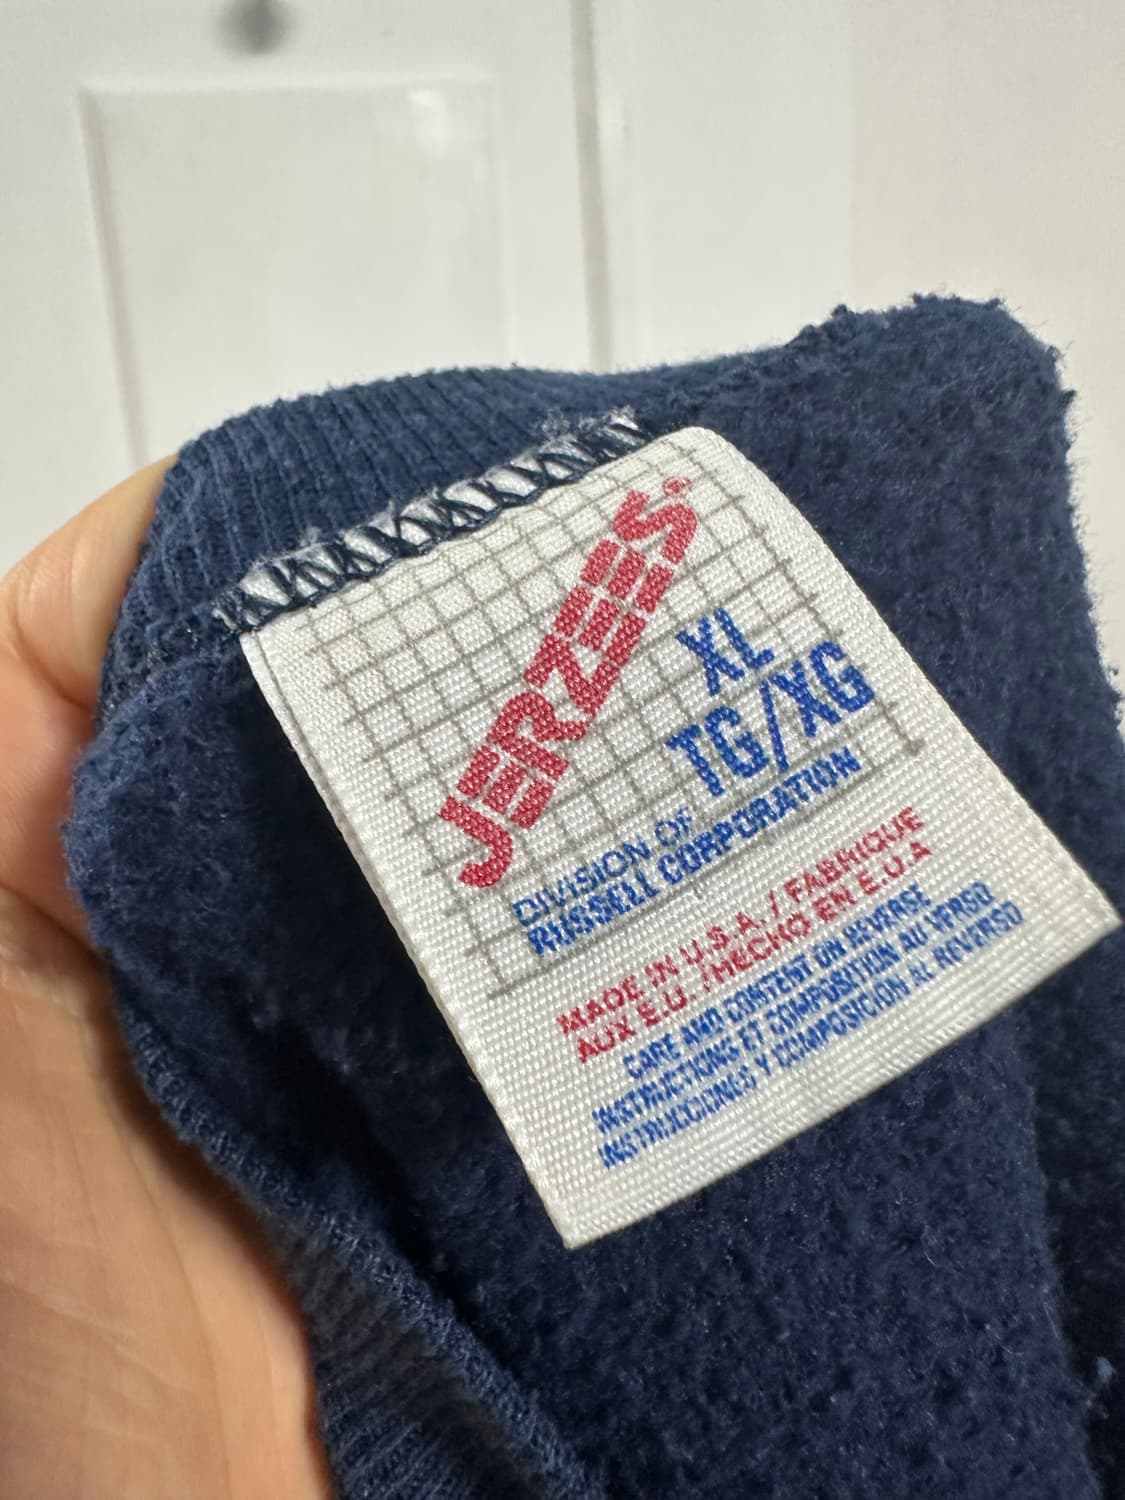 JERZEES.
XL
TG/XG
DIVISION OF
RUSSELL CORPORATION
MADE IN U.S.A. / FABRIQUE
AUX E.U. /HECHO EN E.U.A
CARE AND CONTENT ON REVERSE
INSTRUCTIONS ET COMPOSITION AU VERSO
INSTRUCCIONES Y COMPOSICION AL REVERSO